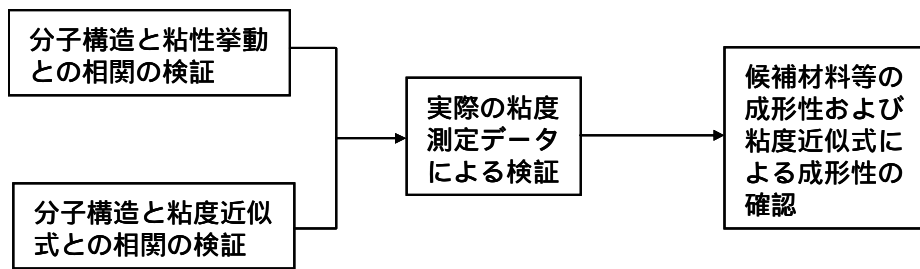 分子構造と粘性挙動
との相関の検証
分子構造と粘度近似
式との相関の検証
実際の粘度
測定データ
による検証
候補材料等の
成形性および
粘度近似式に
よる成形性の
確認